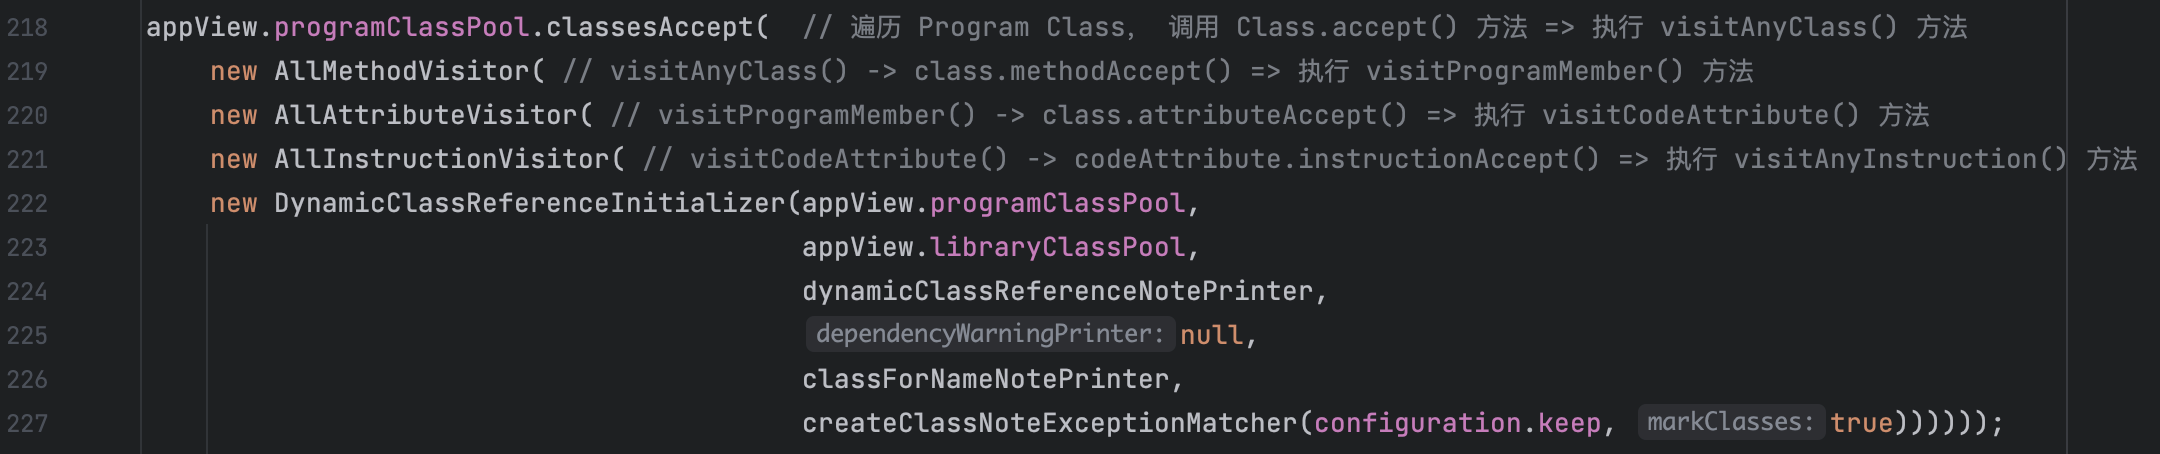 218 appView.programClassPool.classesAccept( // 遍历 Program Class, 调用 Class.accept() 方法 => 执行 visitAnyClass() 方法
219 new AllMethodVisitor( // visitAnyClass() -> class.methodAccept() => 执行 visitProgramMember() 方法
220 new AllAttributeVisitor( // visitProgramMember() -> class.attributeAccept() => 执行 visitCodeAttribute() 方法
221 new AllInstructionVisitor( // visitCodeAttribute() -> codeAttribute.instructionAccept() => 执行 visitAnyInstruction() 方法
222 new DynamicClassReferenceInitializer(appView.programClassPool,
223 appView.libraryClassPool,
224 dynamicClassReferenceNotePrinter,
225 dependencyWarningPrinter: null,
226 classForNameNotePrinter,
227 createClassNoteExceptionMatcher(configuration.keep, markClasses: true))))));